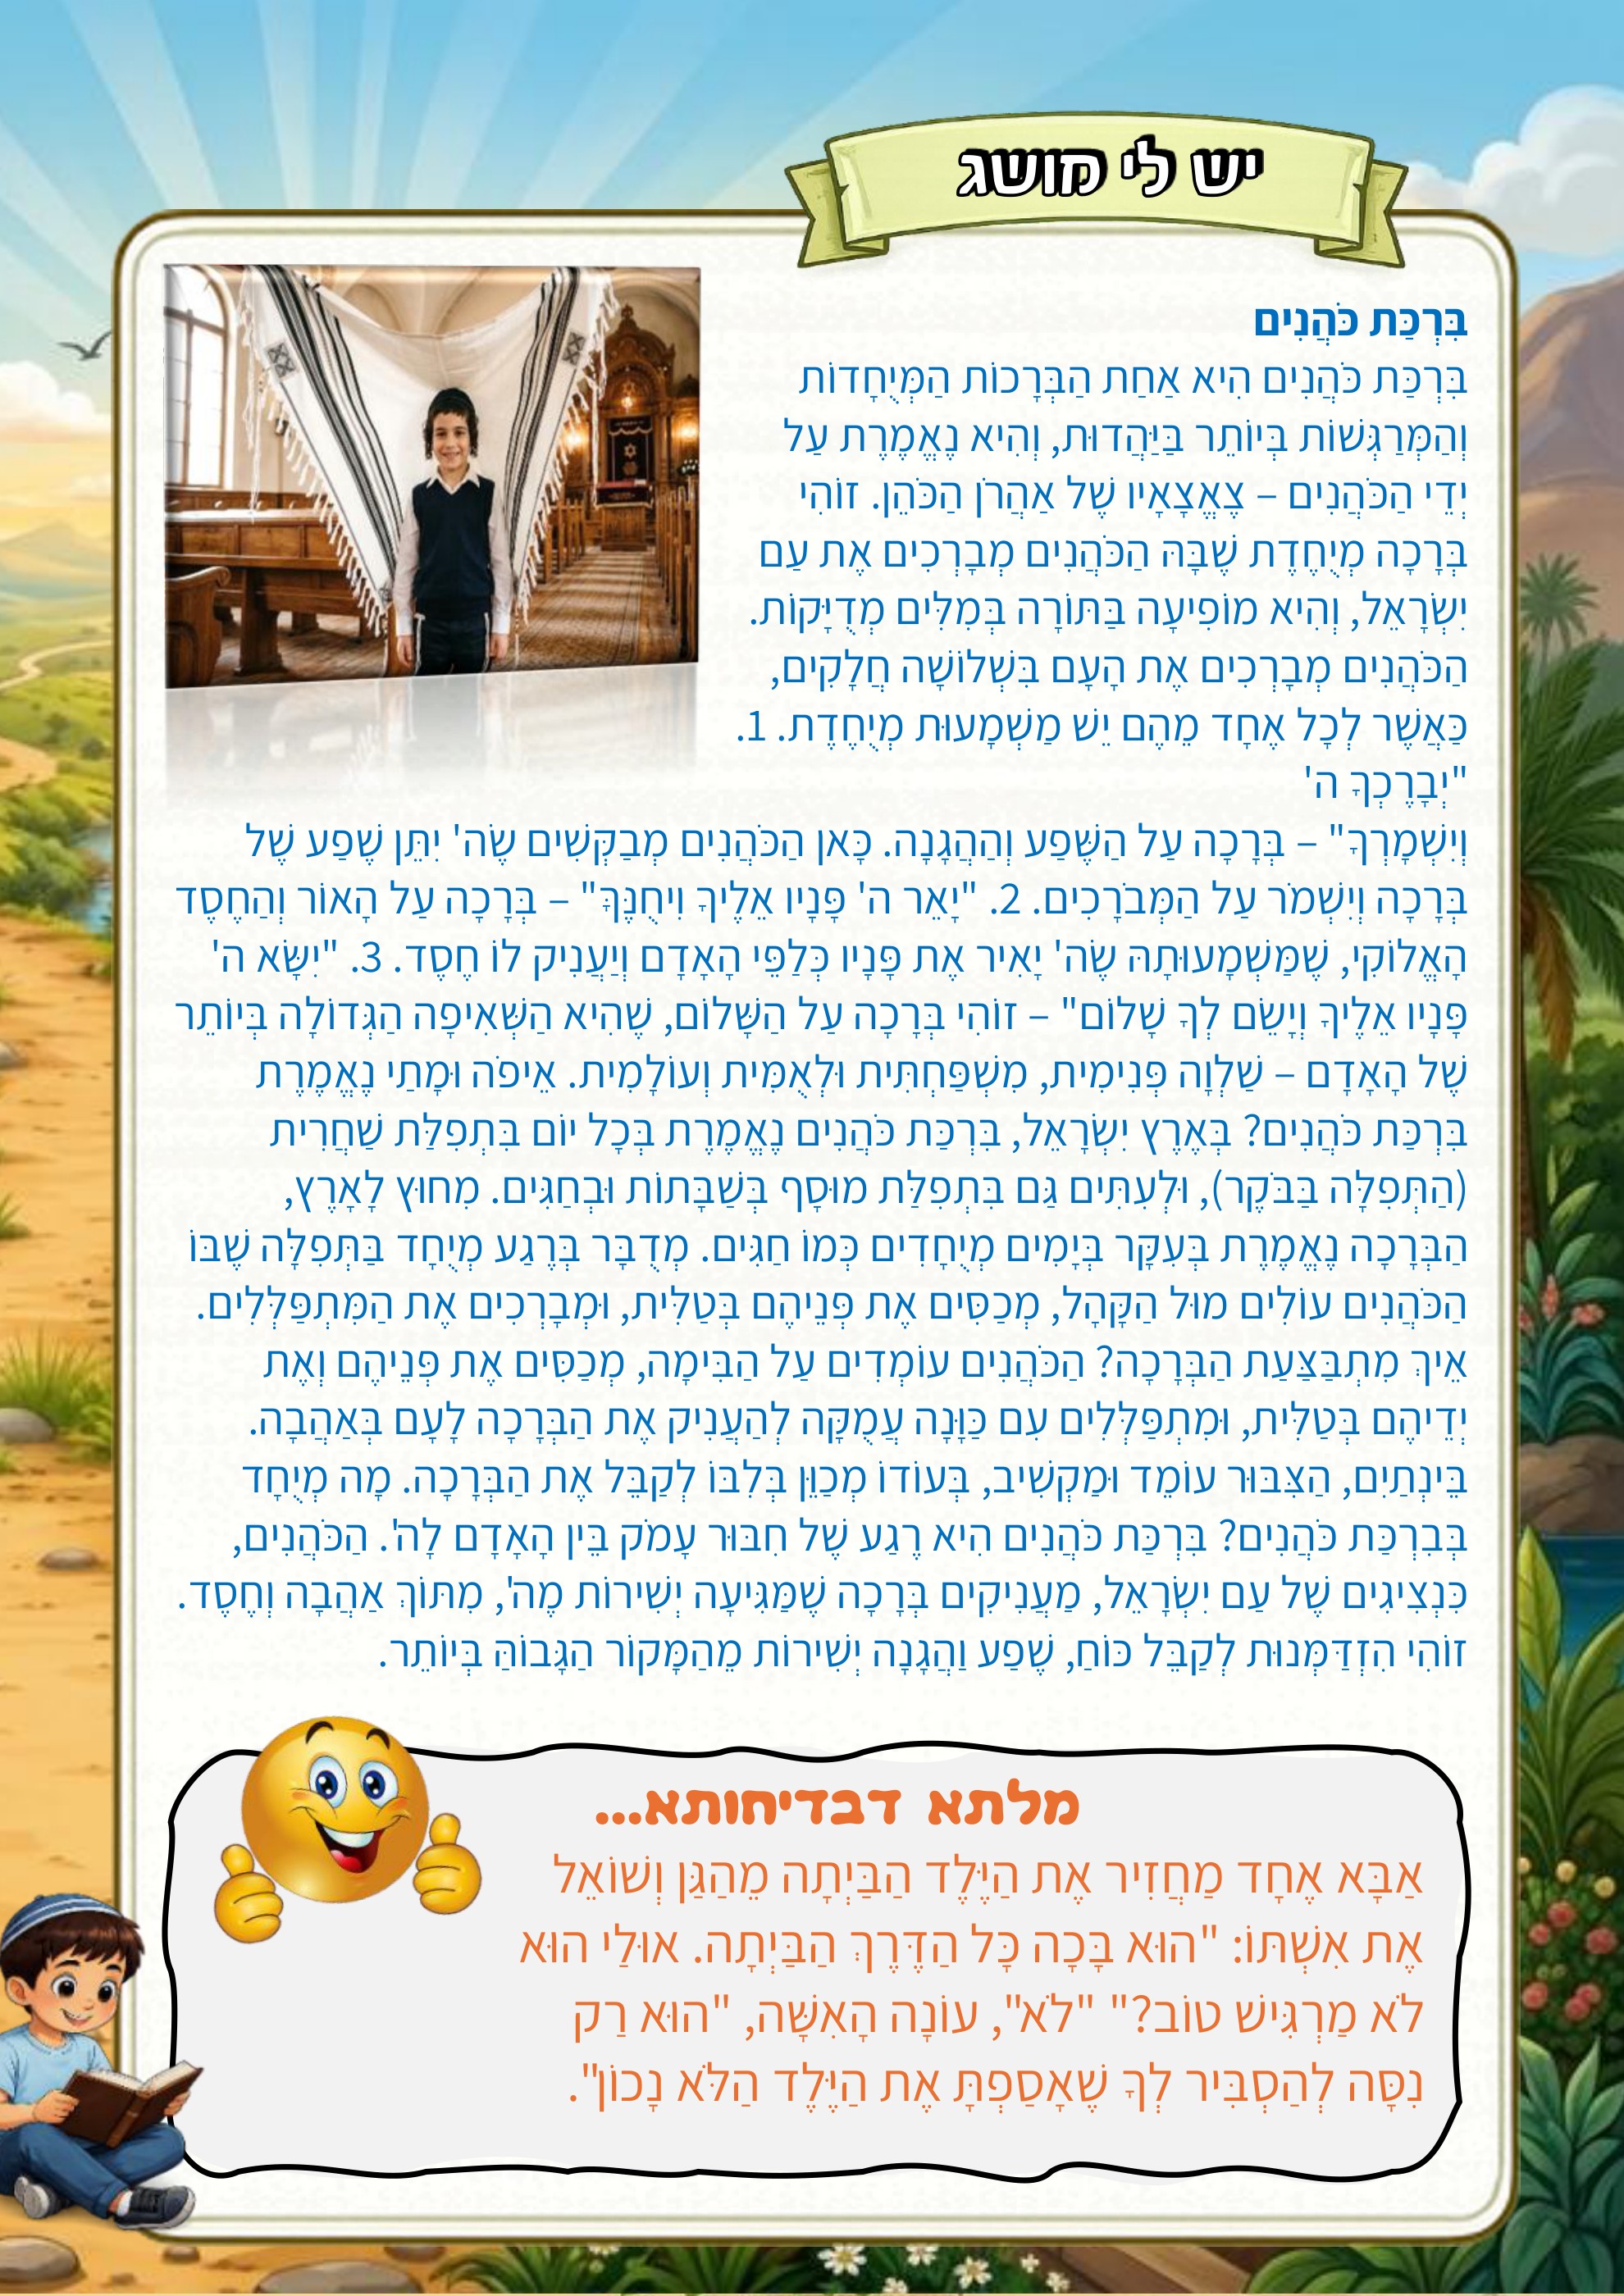 יש לי מושג
בִּרְכַּת כֹּהֲנִים
בִּרְכַּת כֹּהֲנִים הִיא אַחַת הַבְּרָכוֹת הַמְּיֻחָדוֹת
וְהַמְּרַגְּשׁוֹת בְּיוֹתֵר בַּיַּהֲדוּת, וְהִיא נֶאֱמֶרֶת עַל
יְדֵי הַכֹּהֲנִים – צֶאֱצָאָיו שֶׁל אַהֲרֹן הַכֹּהֵן. זוֹהִי
בְּרָכָה מְיֻחֶדֶת שֶׁבָּהּ הַכֹּהֲנִים מְבָרְכִים אֶת עַם
יִשְׂרָאֵל, וְהִיא מוֹפִיעָה בַּתּוֹרָה בְּמִלִּים מְדֻיָּקוֹת.
הַכֹּהֲנִים מְבָרְכִים אֶת הָעָם בִּשְׁלוֹשָׁה חֲלָקִים,
כַּאֲשֶׁר לְכָל אֶחָד מֵהֶם יֵשׁ מַשְׁמָעוּת מְיֻחֶדֶת. 1.
"יְבָרֶכְךָ ה'
וְיִשְׁמָרְךָ" – בְּרָכָה עַל הַשֶּׁפַע וְהַהֲגָנָה. כָּאן הַכֹּהֲנִים מְבַקְּשִׁים שֶׁה' יִתֵּן שֶׁפַע שֶׁל
בְּרָכָה וְיִשְׁמֹר עַל הַמְּבֹרָכִים. 2. "יָאֵר ה' פָּנָיו אֵלֶיךָ וִיחֻנֶּךָּ" – בְּרָכָה עַל הָאוֹר וְהַחֶסֶד
הָאֱלוֹקִי, שֶׁמַּשְׁמָעוּתָהּ שֶׁה' יָאִיר אֶת פָּנָיו כְּלַפֵּי הָאָדָם וְיַעֲנִיק לוֹ חֶסֶד. 3. "יִשָּׂא ה'
פָּנָיו אֵלֶיךָ וְיָשֵׂם לְךָ שָׁלוֹם" – זוֹהִי בְּרָכָה עַל הַשָּׁלוֹם, שֶׁהִיא הַשְּׁאִיפָה הַגְּדוֹלָה בְּיוֹתֵר
שֶׁל הָאָדָם – שַׁלְוָה פְּנִימִית, מִשְׁפַּחְתִּית וּלְאֻמִּית וְעוֹלָמִית. אֵיפֹה וּמָתַי נֶאֱמֶרֶת
בִּרְכַּת כֹּהֲנִים? בְּאֶרֶץ יִשְׂרָאֵל, בִּרְכַּת כֹּהֲנִים נֶאֱמֶרֶת בְּכָל יוֹם בִּתְפִלַּת שַׁחֲרִית
(הַתְּפִלָּה בַּבֹּקֶר), וּלְעִתִּים גַּם בִּתְפִלַּת מוּסָף בְּשַׁבָּתוֹת וּבְחַגִּים. מִחוּץ לָאָרֶץ,
הַבְּרָכָה נֶאֱמֶרֶת בְּעִקָּר בְּיָמִים מְיֻחָדִים כְּמוֹ חַגִּים. מְדֻבָּר בְּרֶגַע מְיֻחָד בַּתְּפִלָּה שֶׁבּוֹ
הַכֹּהֲנִים עוֹלִים מוּל הַקָּהָל, מְכַסִּים אֶת פְּנֵיהֶם בְּטַלִּית, וּמְבָרְכִים אֶת הַמִּתְפַּלְּלִים.
אֵיךְ מִתְבַּצַּעַת הַבְּרָכָה? הַכֹּהֲנִים עוֹמְדִים עַל הַבִּימָה, מְכַסִּים אֶת פְּנֵיהֶם וְאֶת
יְדֵיהֶם בְּטַלִּית, וּמִתְפַּלְּלִים עִם כַּוָּנָה עֲמֻקָּה לְהַעֲנִיק אֶת הַבְּרָכָה לָעָם בְּאַהֲבָה.
בֵּינְתַיִם, הַצִּבּוּר עוֹמֵד וּמַקְשִׁיב, בְּעוֹדוֹ מְכַוֵּן בְּלִבּוֹ לְקַבֵּל אֶת הַבְּרָכָה. מָה מְיֻחָד
בְּבִרְכַּת כֹּהֲנִים? בִּרְכַּת כֹּהֲנִים הִיא רֶגַע שֶׁל חִבּוּר עָמֹק בֵּין הָאָדָם לַה'. הַכֹּהֲנִים,
כִּנְצִיגִים שֶׁל עַם יִשְׂרָאֵל, מַעֲנִיקִים בְּרָכָה שֶׁמַּגִּיעָה יְשִׁירוֹת מֵה', מִתּוֹךְ אַהֲבָה וְחֶסֶד.
זוֹהִי הִזְדַּמְּנוּת לְקַבֵּל כּוֹחַ, שֶׁפַע וַהֲגָנָה יְשִׁירוֹת מֵהַמָּקוֹר הַגָּבוֹהַּ בְּיוֹתֵר.
מלתא דבדיחותא...
אַבָּא אֶחָד מַחֲזִיר אֶת הַיֶּלֶד הַבַּיְתָה מֵהַגַּן וְשׁוֹאֵל
אֶת אִשְׁתּוֹ: "הוּא בָּכָה כָּל הַדֶּרֶךְ הַבַּיְתָה. אוּלַי הוּא
לֹא מַרְגִּישׁ טוֹב?" "לֹא", עוֹנָה הָאִשָּׁה, "הוּא רַק
נִסָּה לְהַסְבִּיר לְךָ שֶׁאָסַפְתָּ אֶת הַיֶּלֶד הַלֹּא נָכוֹן".